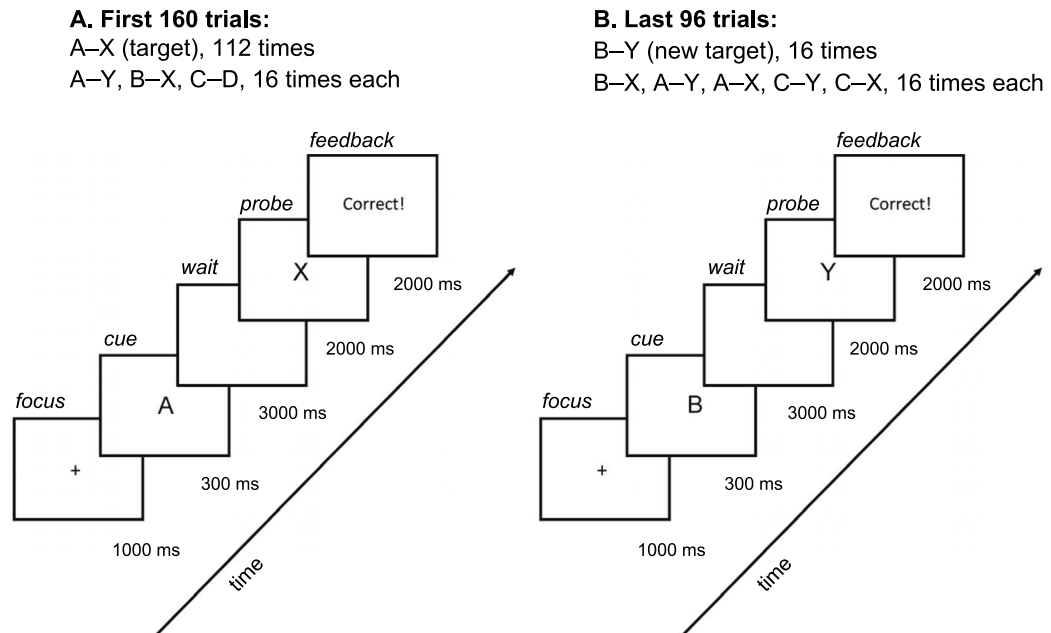 A. First 160 trials:
A–X (target), 112 times
A–Y, B–X, C–D, 16 times each
feedback
Correct!
probe
X
2000 ms
wait
2000 ms
cue
A
3000 ms
focus
+
300 ms
1000 ms
time
B. Last 96 trials:
B–Y (new target), 16 times
B–X, A–Y, A–X, C–Y, C–X, 16 times each
feedback
Correct!
probe
Y
2000 ms
wait
2000 ms
cue
B
3000 ms
focus
+
300 ms
1000 ms
time